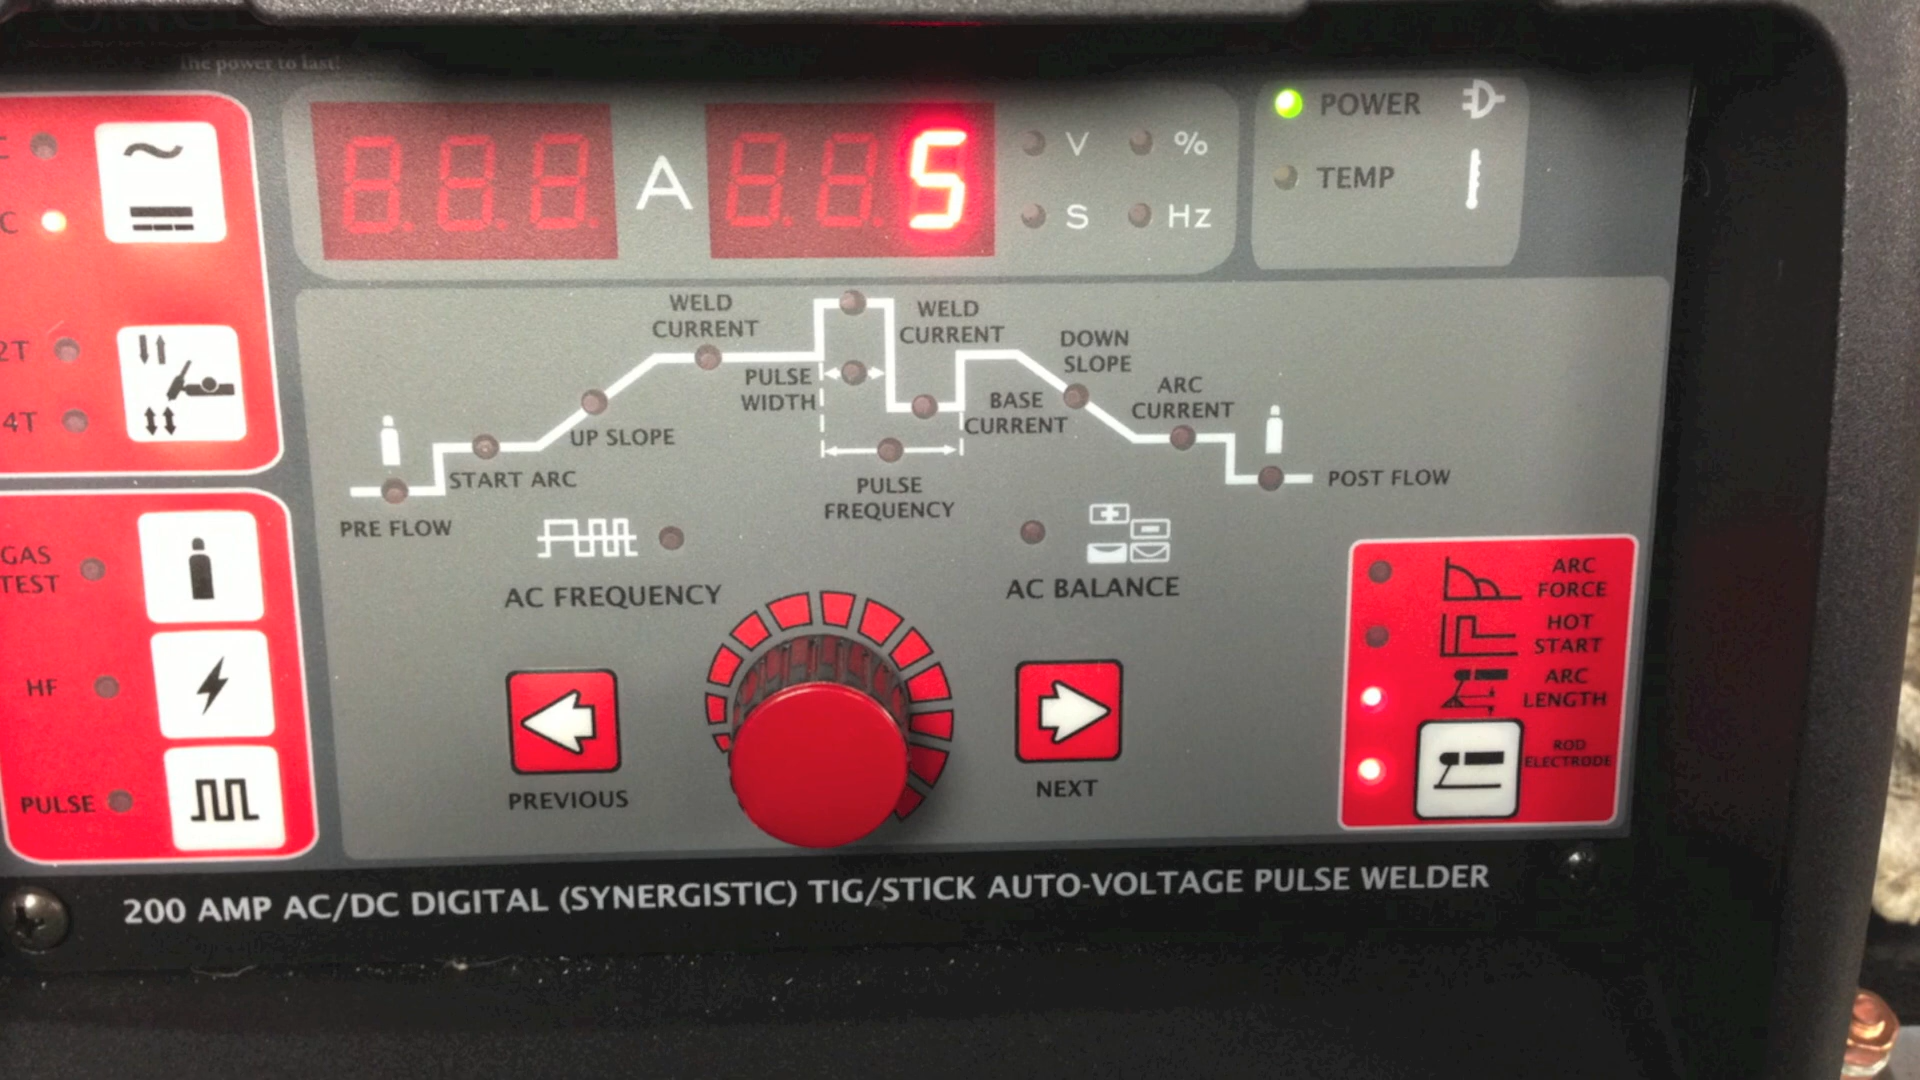 The power to last!
C
C
2T
4T
A
5
V
%
S
Hz
POWER
TEMP
WELD
CURRENT
WELD
CURRENT
PULSE
WIDTH
DOWN
SLOPE
ARC
CURRENT
BASE
CURRENT
UP SLOPE
START ARC
PRE FLOW
PULSE
FREQUENCY
POST FLOW
AC FREQUENCY
AC BALANCE
GAS
TEST
HF
PULSE
PREVIOUS
NEXT
ARC
FORCE
HOT
START
ARC
LENGTH
ROD
ELECTRODE
200 AMP AC/DC DIGITAL (SYNERGISTIC) TIG/STICK AUTO-VOLTAGE PULSE WELDER